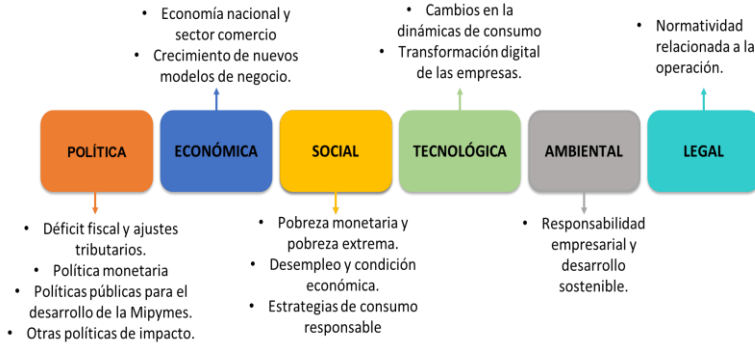 • Economía nacional y
sector comercio
• Crecimiento de nuevos
modelos de negocio.
• Cambios en la
dinámicas de consumo
• Transformación digital
de las empresas.
• Normatividad
relacionada a la
operación.
POLÍTICA
ECONÓMICA
SOCIAL
TECNOLÓGICA
AMBIENTAL
LEGAL
• Déficit fiscal y ajustes
tributarios.
• Política monetaria
• Políticas públicas para el
desarrollo de la Mipymes.
• Otras políticas de impacto.
• Pobreza monetaria y
pobreza extrema.
• Desempleo y condición
económica.
• Estrategias de consumo
responsable
• Responsabilidad
empresarial y
desarrollo
sostenible.